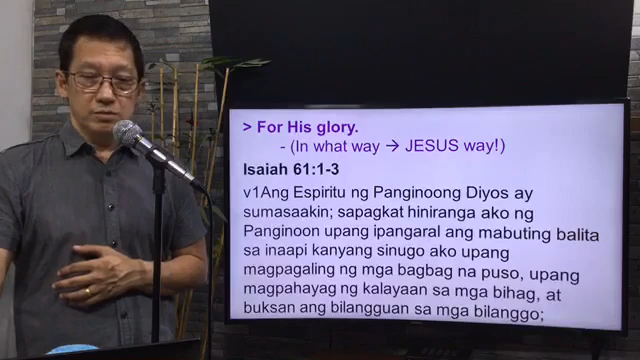 > For His glory.
- (In what way → JESUS way!)
Isaiah 61:1-3
v1Ang Espiritu ng Panginoong Diyos ay
sumasaakin; sapagkat hiniranga ako ng
Panginoon upang ipangaral ang mabuting balita
sa inaapi kanyang sinugo ako upang
magpagaling ng mga bagbag na puso, upang
magpahayag ng kalayaan sa mga bihag, at
buksan ang bilangguan sa mga bilanggo;